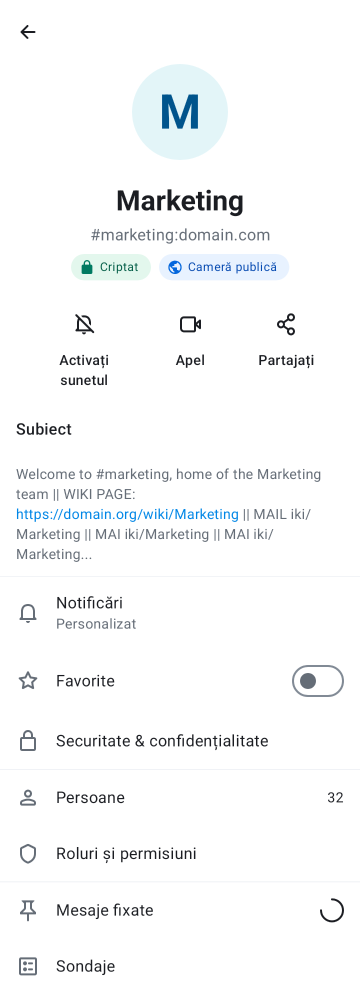 M
Marketing
#marketing:domain.com
Criptat
Cameră publică
Activați
sunetul
Apel
Partajați
Subiect
Welcome to #marketing, home of the Marketing
team || WIKI PAGE:
https://domain.org/wiki/Marketing || MAIL iki/
Marketing || MAI iki/Marketing || MAI iki/
Marketing...
Notificări
Personalizat
Favorite
Securitate & confidențialitate
Persoane 32
Roluri și permisiuni
Mesaje fixate
Sondaje